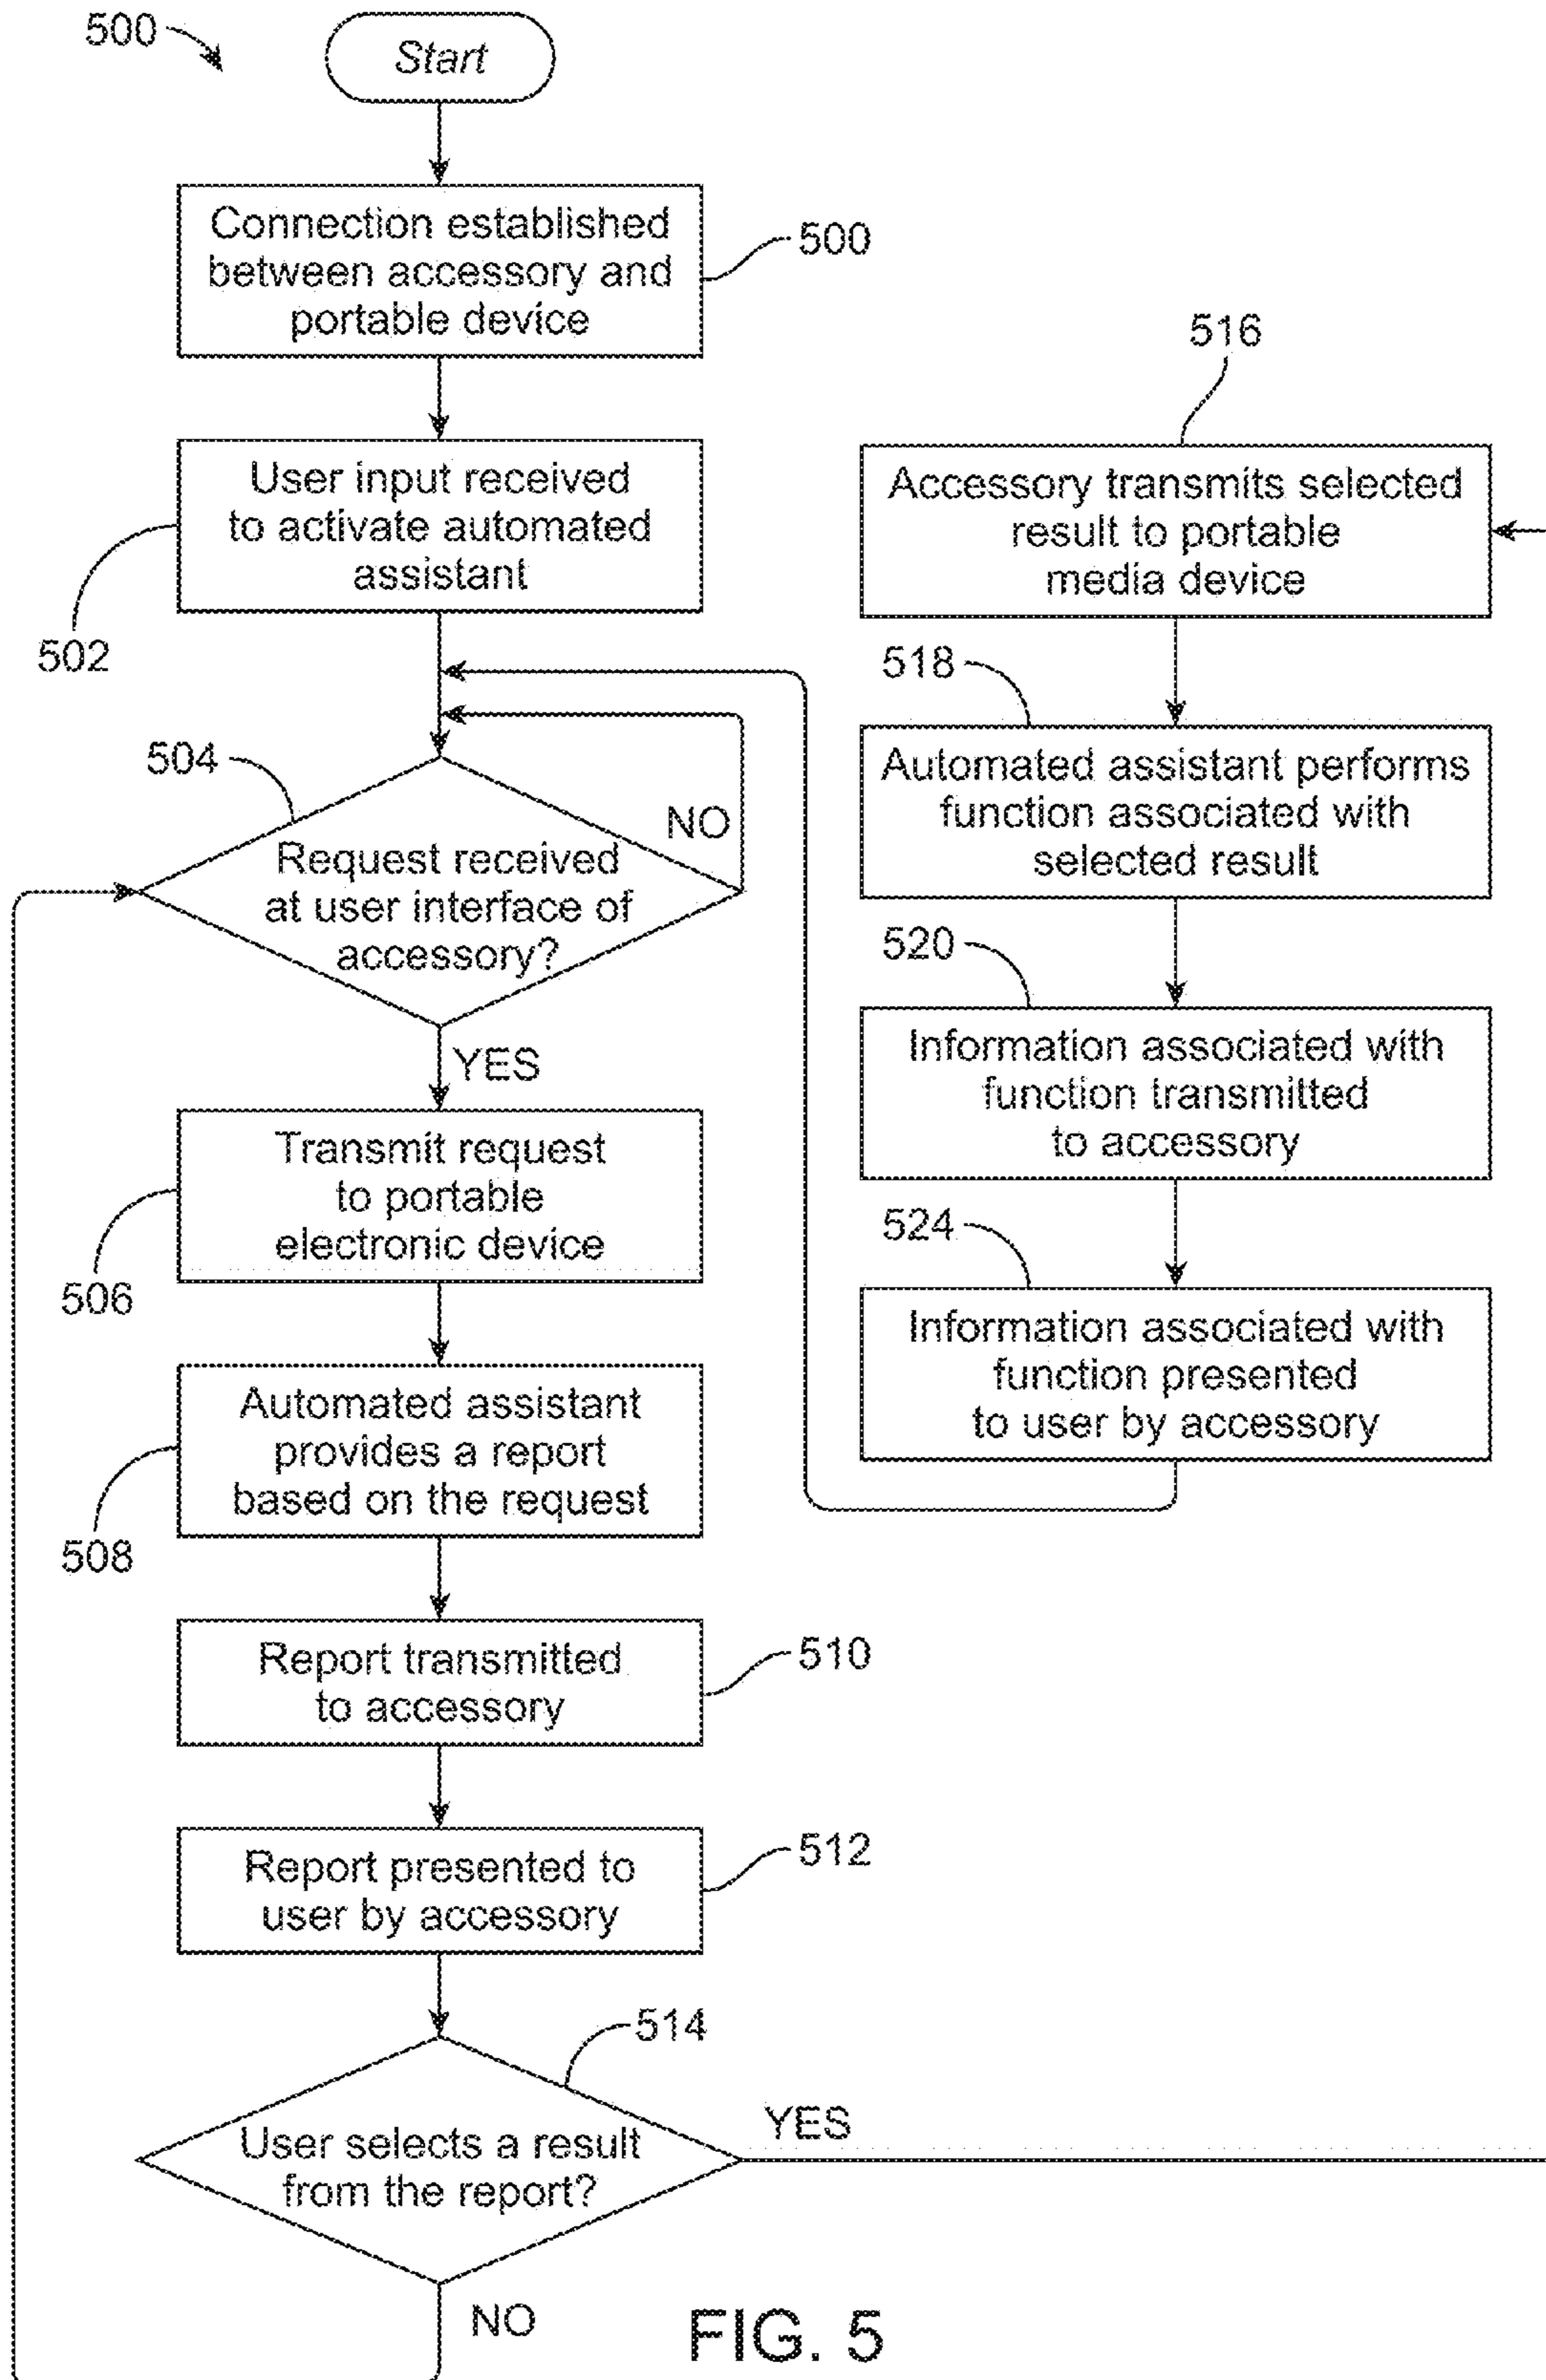 500
Start
Connection established
between accessory and
portable device
500
User input received
to activate automated
assistant
502
504
Request received
at user interface of
accessory?
NO
YES
Transmit request
to portable
electronic device
506
Automated assistant
provides a report
based on the request
508
Report transmitted
to accessory
510
Report presented to
user by accessory
512
514
User selects a result
from the report?
YES
NO
516
Accessory transmits selected
result to portable
media device
518
Automated assistant performs
function associated with
selected result
520
Information associated with
function transmitted
to accessory
524
Information associated with
function presented
to user by accessory
FIG. 5